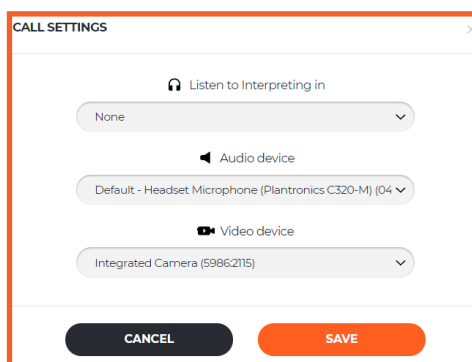 CALL SETTINGS
Listen to Interpreting in
None
Audio device
Default - Headset Microphone (Plantronics C320-M) (04
Video device
Integrated Camera (5986:2115)
CANCEL SAVE